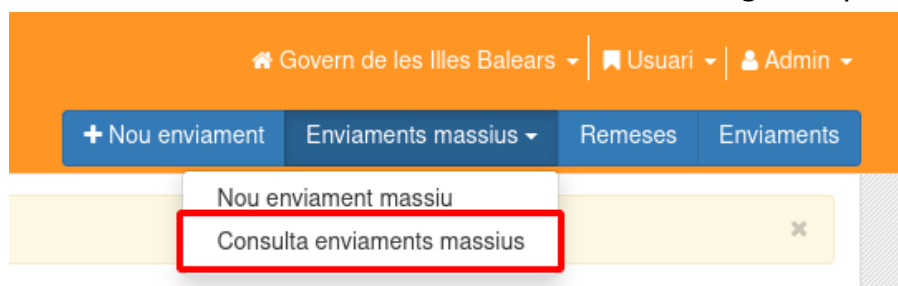 Govern de les Illes Balears Usuari Admin
Nou enviament Enviaments massius Remeses Enviaments
Nou enviament massiu
Consulta enviaments massius